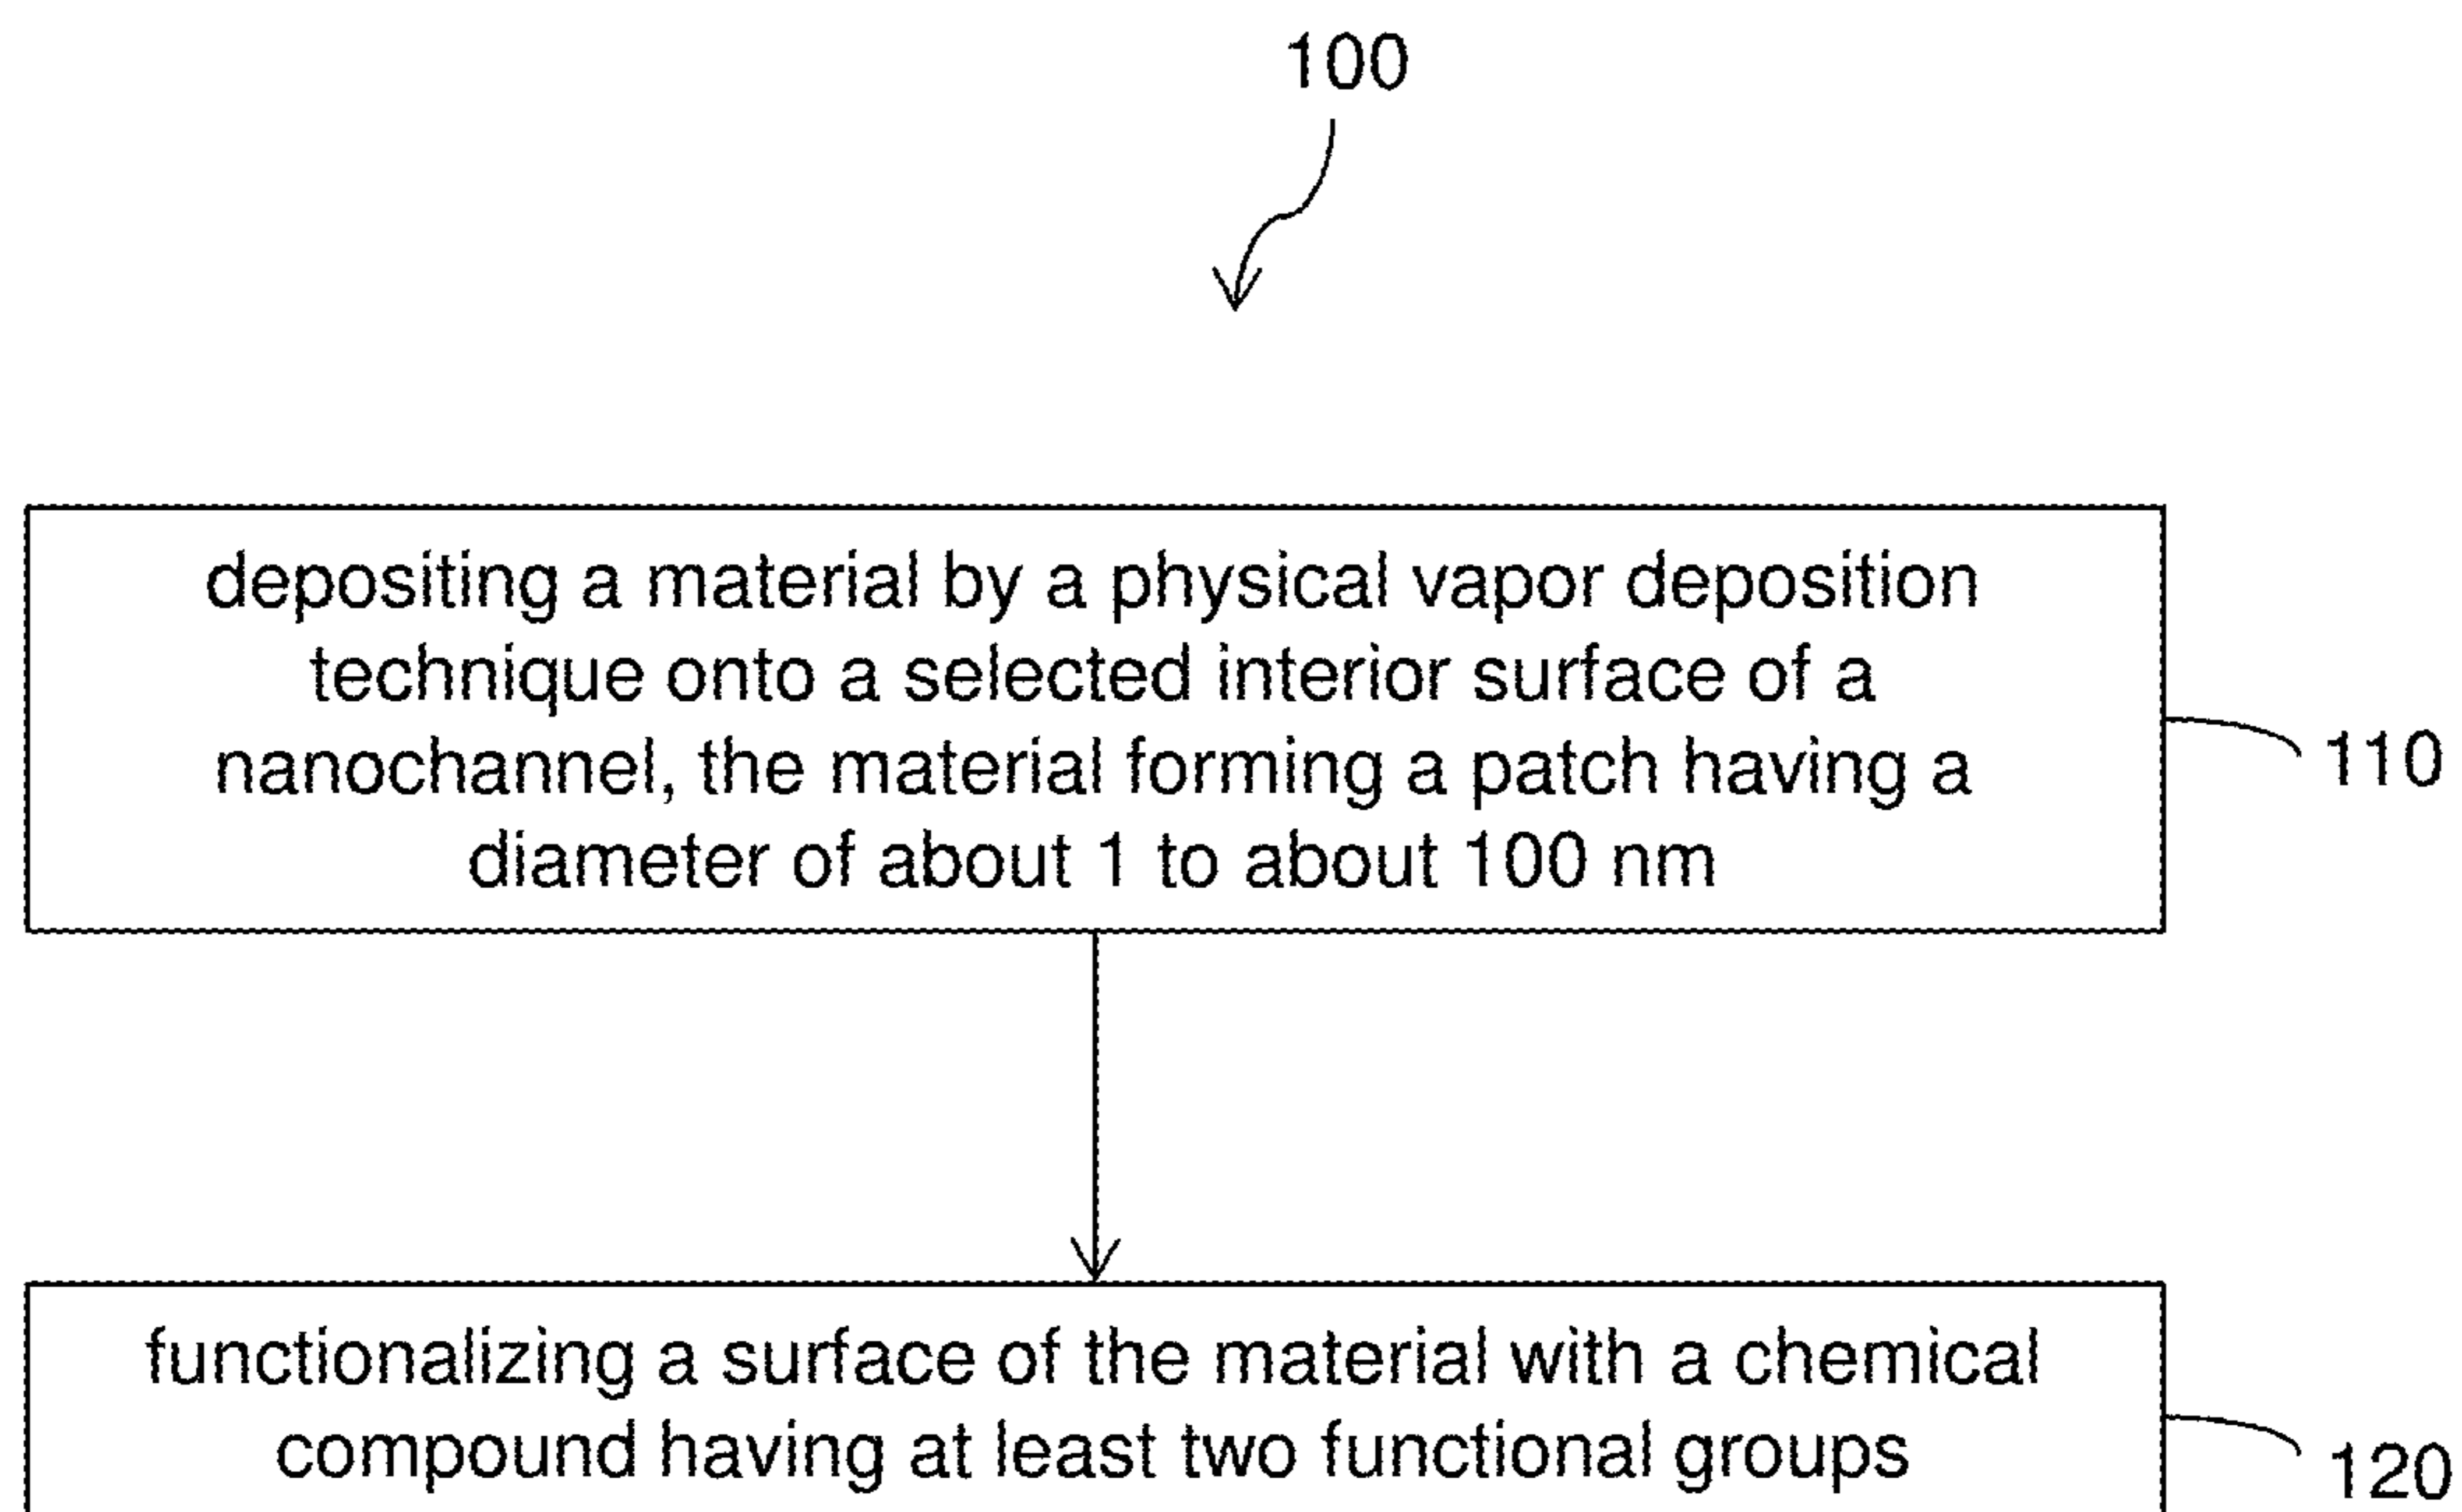 100
depositing a material by a physical vapor deposition
technique onto a selected interior surface of a
nanochannel, the material forming a patch having a
diameter of about 1 to about 100 nm
110
functionalizing a surface of the material with a chemical
compound having at least two functional groups
120